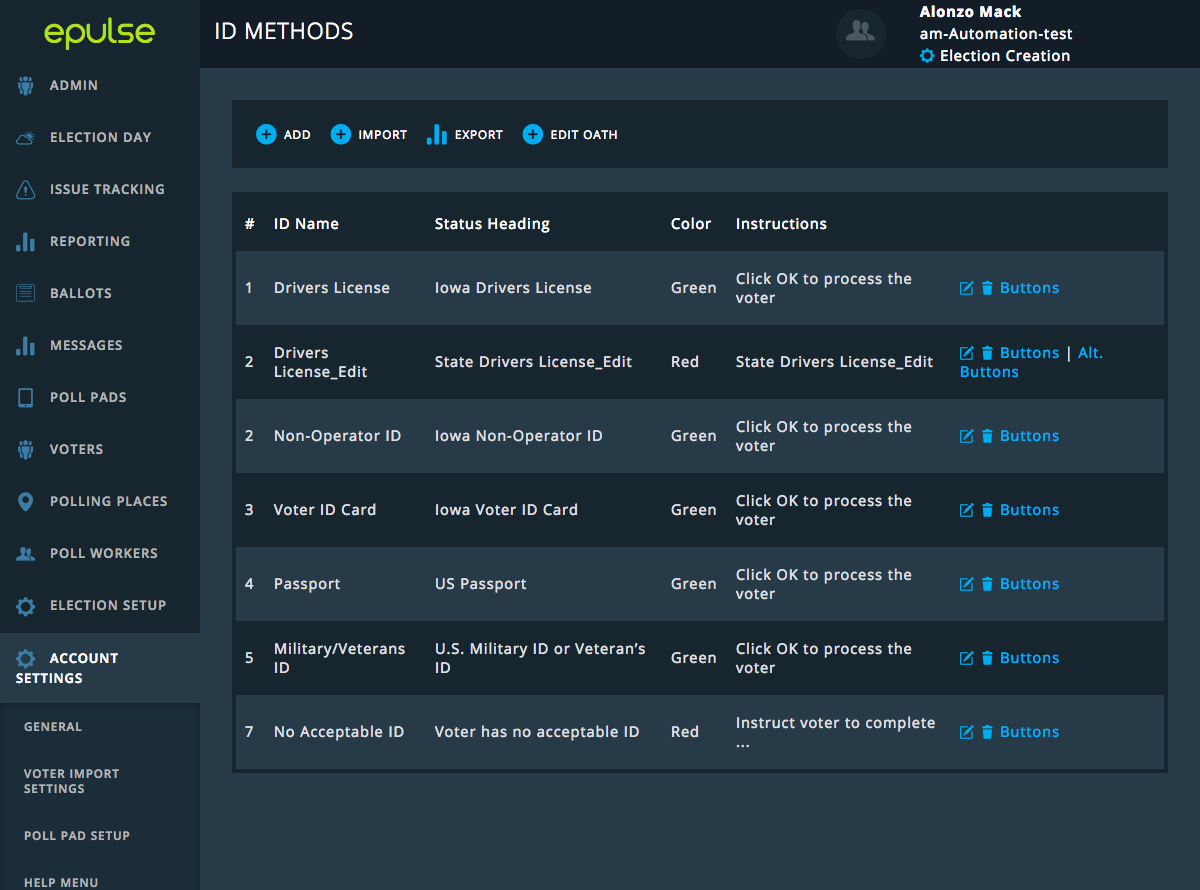 epulse
ID METHODS
Alonzo Mack
am-Automation-test
Election Creation
ADMIN
ELECTION DAY
ISSUE TRACKING
REPORTING
BALLOTS
MESSAGES
POLL PADS
VOTERS
POLLING PLACES
POLL WORKERS
ELECTION SETUP
ACCOUNT
SETTINGS
GENERAL
VOTER IMPORT
SETTINGS
POLL PAD SETUP
HELP MENU
ADD IMPORT EXPORT EDIT OATH
# ID Name Status Heading Color Instructions
1 Drivers License Iowa Drivers License Green Click OK to process the
voter Buttons
2 Drivers
License_Edit State Drivers License_Edit Red State Drivers License_Edit Buttons | Alt.
Buttons
2 Non-Operator ID Iowa Non-Operator ID Green Click OK to process the
voter Buttons
3 Voter ID Card Iowa Voter ID Card Green Click OK to process the
voter Buttons
4 Passport US Passport Green Click OK to process the
voter Buttons
5 Military/Veterans
ID U.S. Military ID or Veteran’s
ID Green Click OK to process the
voter Buttons
7 No Acceptable ID Voter has no acceptable ID Red Instruct voter to complete
... Buttons